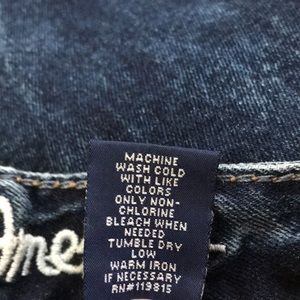 Ame
MACHINE
WASH COLD
WITH LIKE
COLORS
ONLY NON-
CHLORINE
BLEACH WHEN
NEEDED
TUMBLE DRY
LOW
WARM IRON
IF NECESSARY
RN#119815